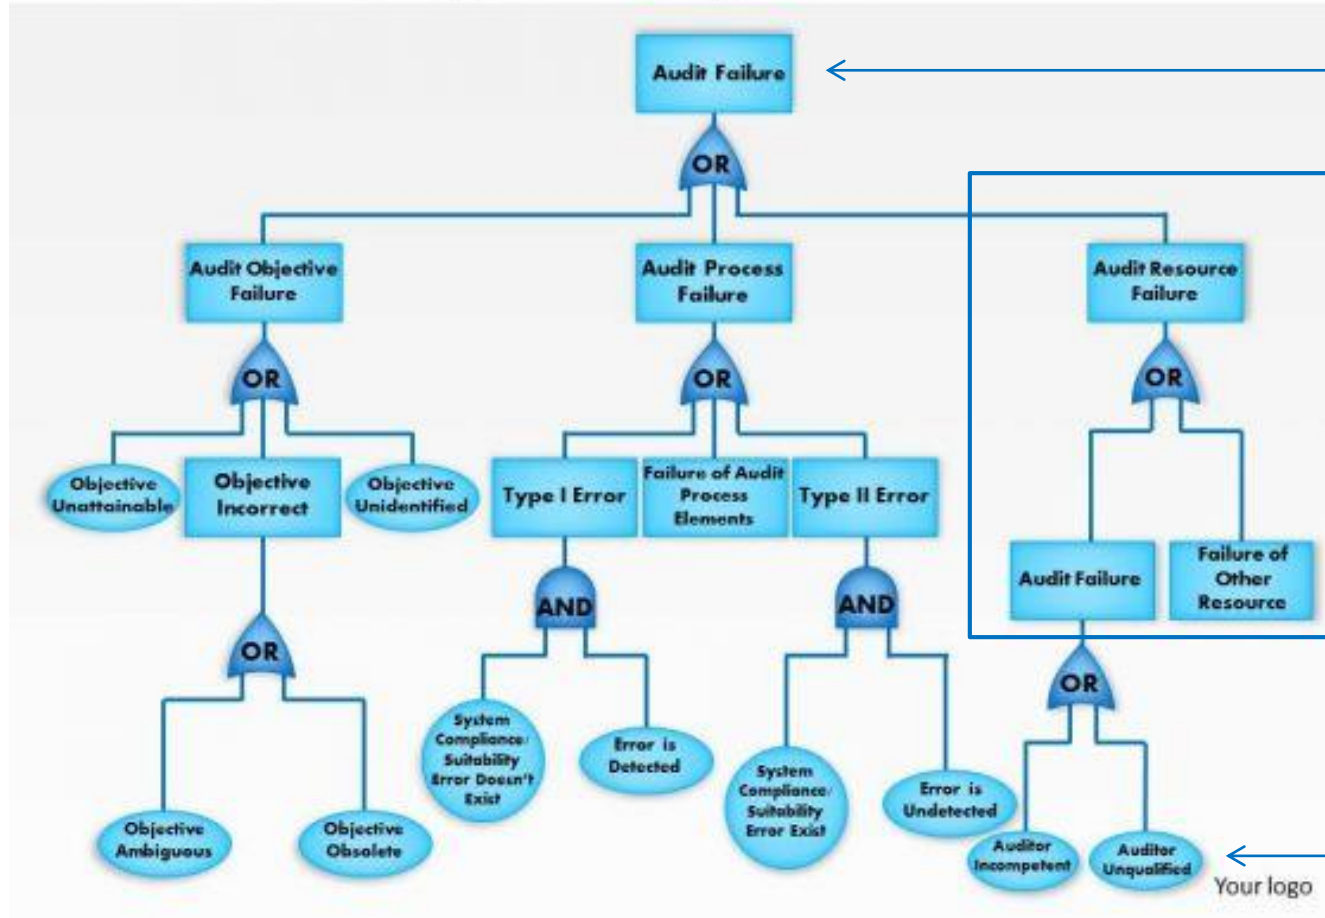 Audit Failure
OR
Audit Objective
Failure
Audit Process
Failure
Audit Resource
Failure
OR
OR
OR
Objective
Unattainable
Objective
Incorrect
Objective
Unidentified
Type I Error
Failure of Audit
Process
Elements
Type II Error
Audit Failure
Failure of
Other
Resource
OR
AND
AND
OR
Objective
Ambiguous
Objective
Obsolete
System
Compliance/
Suitability
Error Doesn't
Exist
Error is
Detected
System
Compliance/
Suitability
Error Exist
Error is
Undetected
Auditor
Incompetent
Auditor
Unqualified
Your logo